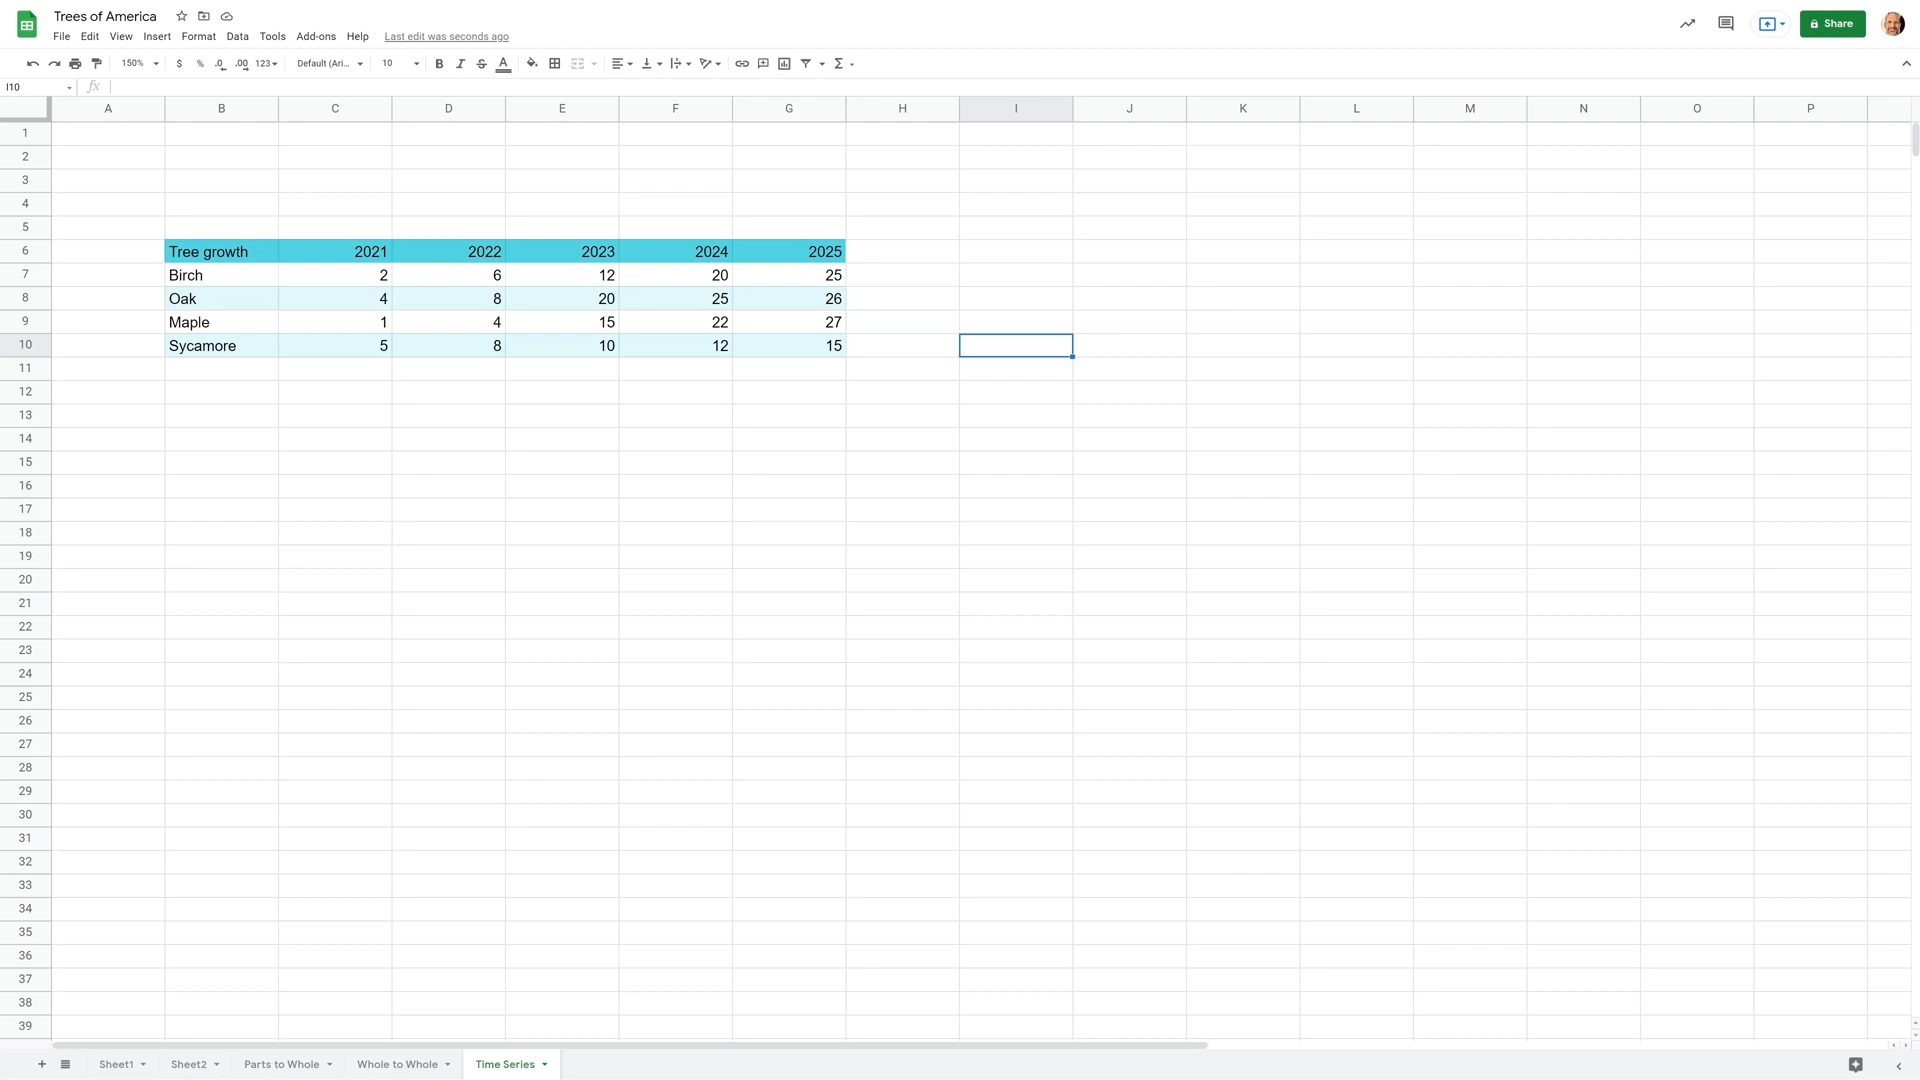 Trees of America
File Edit View Insert Format Data Tools Add-ons Help Last edit was seconds ago
Share
150% $ % .0 .00 123 Default (Ari... 10 B I S A Σ
I10 fx
A B C D E F G H I J K L M N O P
1
2
3
4
5
6 Tree growth 2021 2022 2023 2024 2025
7 Birch 2 6 12 20 25
8 Oak 4 8 20 25 26
9 Maple 1 4 15 22 27
10 Sycamore 5 8 10 12 15
11
12
13
14
15
16
17
18
19
20
21
22
23
24
25
26
27
28
29
30
31
32
33
34
35
36
37
38
39
+ Sheet1 Sheet2 Parts to Whole Whole to Whole Time Series